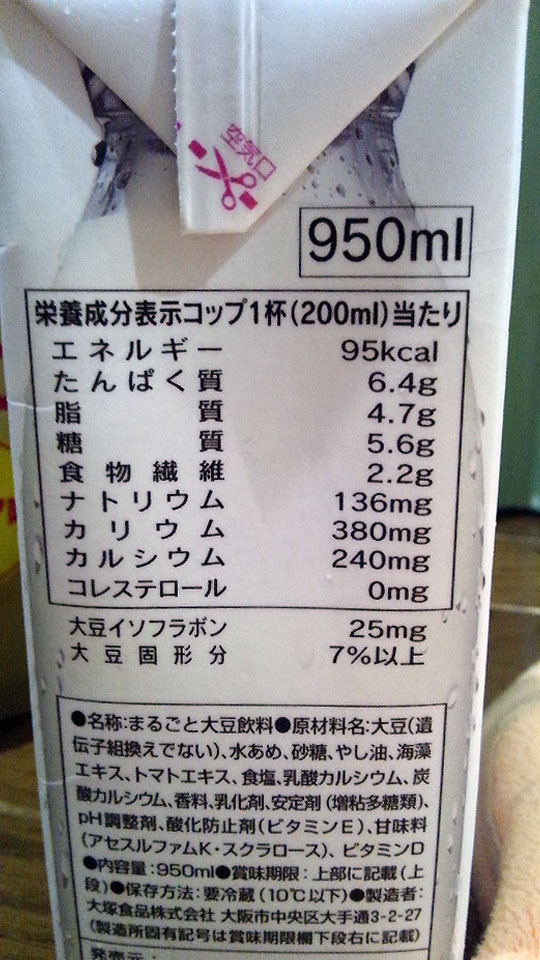 空気口
950ml
栄養成分表示コップ1杯(200ml)当たり
エネルギー 95kcal
たんぱく質 6.4g
脂質 4.7g
糖質 5.6g
食物繊維 2.2g
ナトリウム 136mg
カリウム 380mg
カルシウム 240mg
コレステロール 0mg
大豆イソフラボン 25mg
大豆固形分 7%以上
●名称:まるごと大豆飲料●原材料名:大豆(遺
伝子組換えでない)、水あめ、砂糖、やし油、海藻
エキス、トマトエキス、食塩、乳酸カルシウム、炭
酸カルシウム、香料、乳化剤、安定剤(増粘多糖類)、
pH調整剤、酸化防止剤(ビタミンE)、甘味料
(アセスルファムK・スクラロース)、ビタミンD
●内容量:950ml●賞味期限:上部に記載(上
段)●保存方法:要冷蔵(10℃以下)●製造者:
大塚食品株式会社 大阪市中央区大手通3-2-27
(製造所固有記号は賞味期限欄下段右に記載)
発売元: